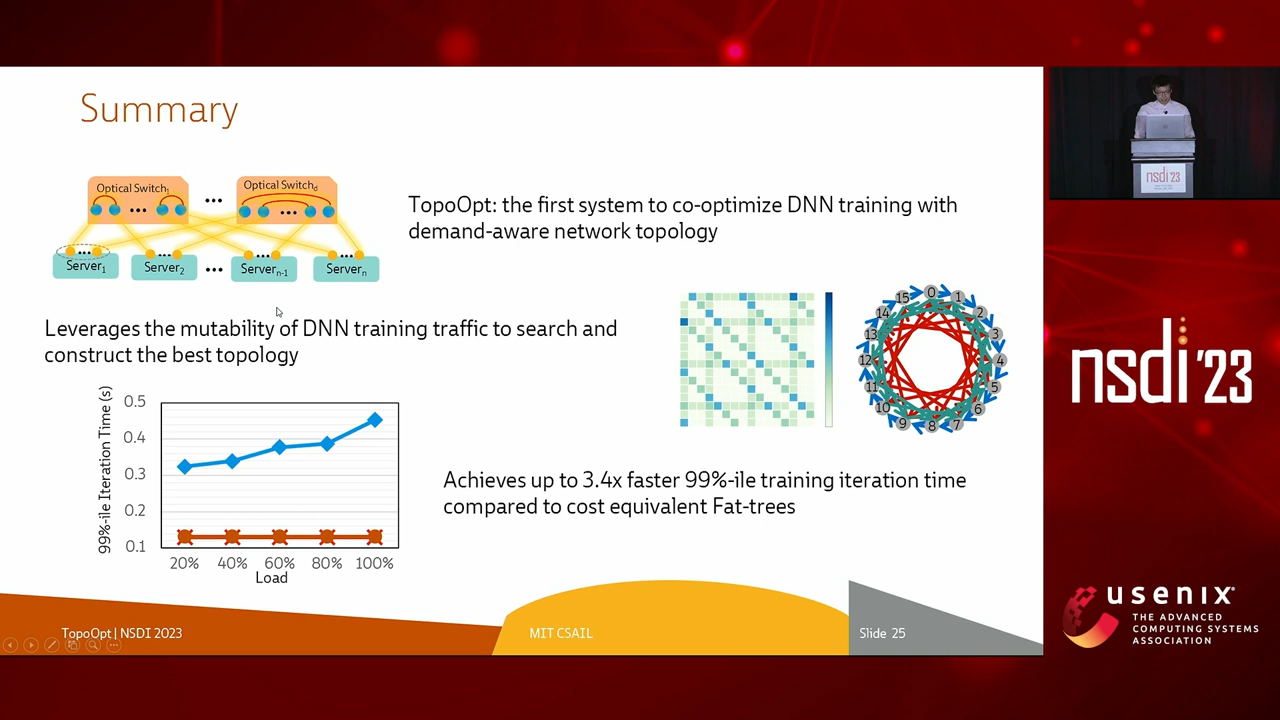 Summary
Optical Switch1
...
Optical Switchd
Server1
Server2
...
Servern-1
Servern
TopoOpt: the first system to co-optimize DNN training with
demand-aware network topology
Leverages the mutability of DNN training traffic to search and
construct the best topology
0
1
2
3
4
5
6
7
8
9
10
11
12
13
14
15
99%-ile Iteration Time (s)
0.5
0.4
0.3
0.2
0.1
20% 40% 60% 80% 100%
Load
Achieves up to 3.4x faster 99%-ile training iteration time
compared to cost equivalent Fat-trees
TopoOpt | NSDI 2023
MIT CSAIL
Slide 25
nsdi'23
nsdi '23
usenix®
THE ADVANCED
COMPUTING SYSTEMS
ASSOCIATION